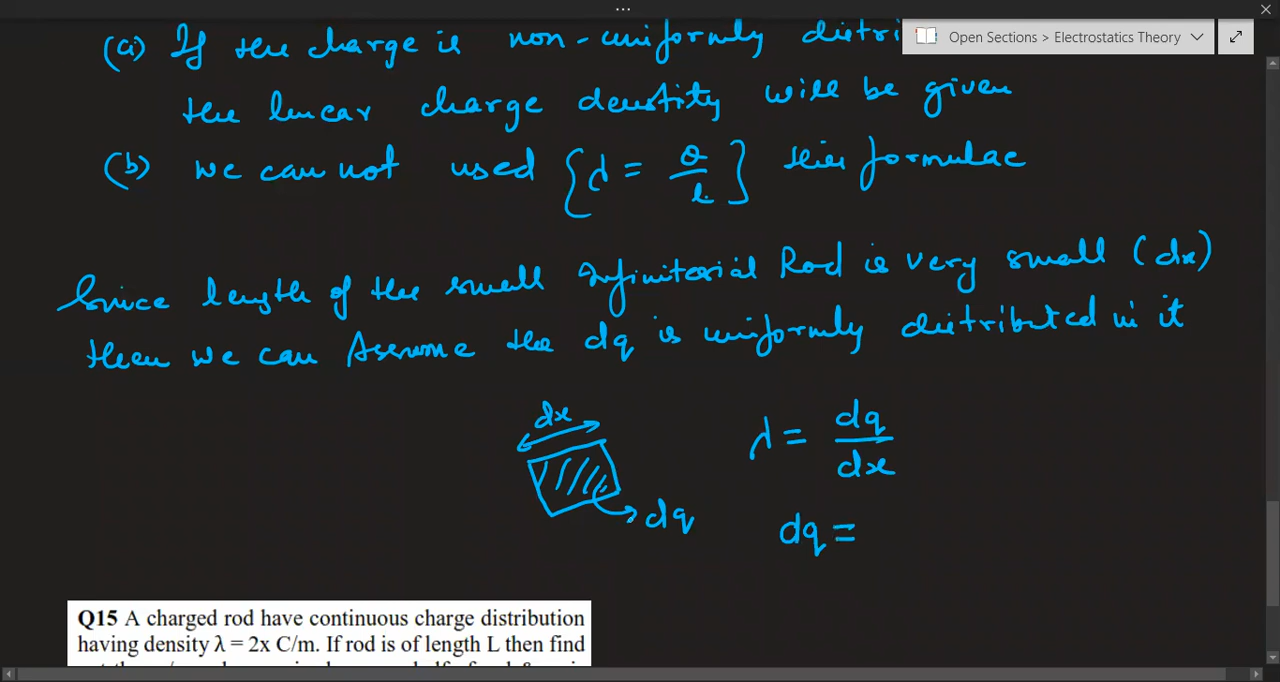 ...
(a) If the charge is non-uniformly distri
Open Sections > Electrostatics Theory
the linear charge denstity will be given
(b) we can not used { λ = Q/L } this formulae
Since length of the small Infinitesial Rod is very small (dx)
then we can Assume the dq is uniformly distributed in it
dx
λ = dq/dx
dq
dq =
Q15 A charged rod have continuous charge distribution
having density λ = 2x C/m. If rod is of length L then find